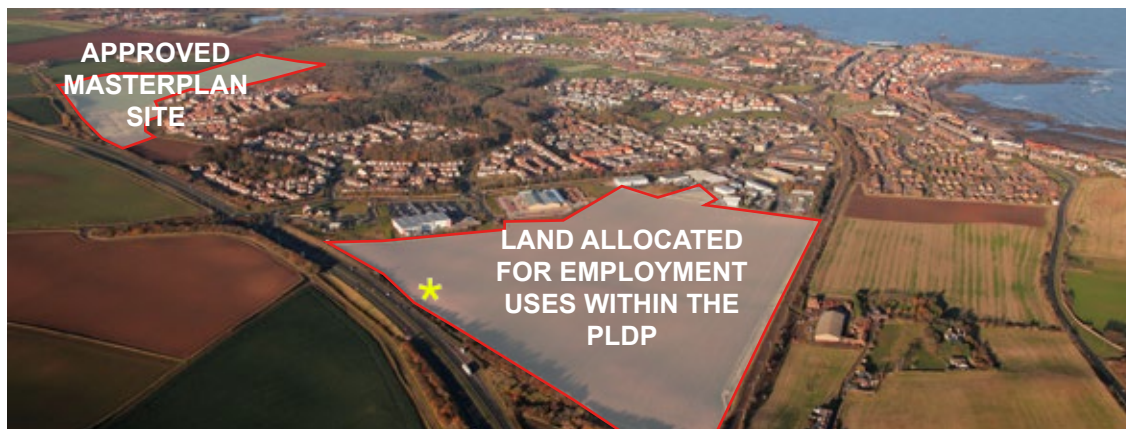 APPROVED
MASTERPLAN
SITE
LAND ALLOCATED
FOR EMPLOYMENT
USES WITHIN THE
PLDP